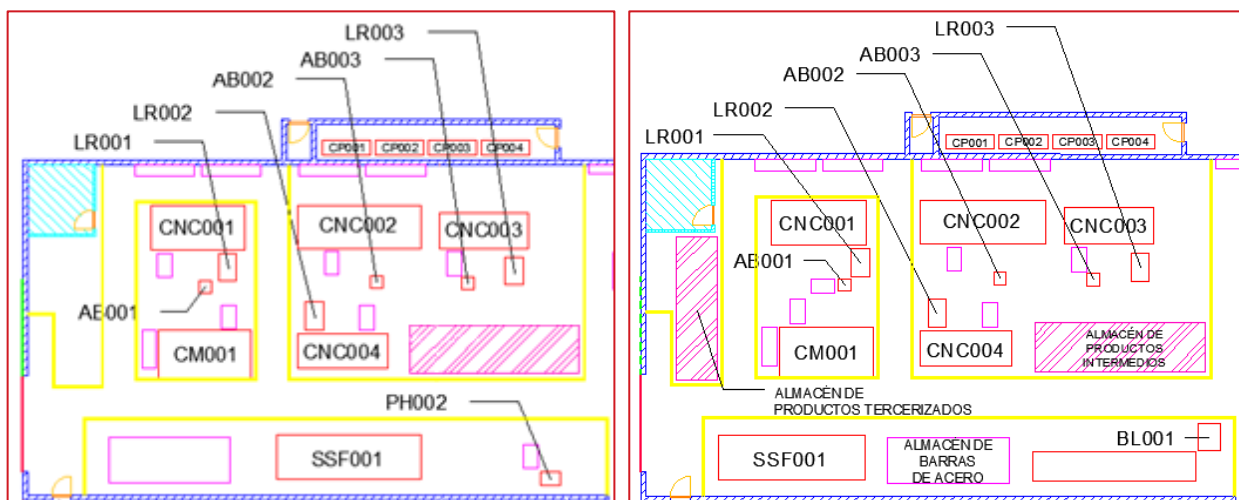 LR003
AB003
AB002
LR002
LR001
CP001 CP002 CP003 CP004
CNC001 CNC002 CNC003
AB001
CM001 CNC004
PH002
SSF001
LR003
AB003
AB002
LR002
LR001
CP001 CP002 CP003 CP004
CNC001 CNC002 CNC003
AB001
CM001 CNC004
ALMACÉN DE
PRODUCTOS
INTERMEDIOS
ALMACÉN DE
PRODUCTOS TERCERIZADOS
BL001
SSF001
ALMACÉN DE
BARRAS
DE ACERO